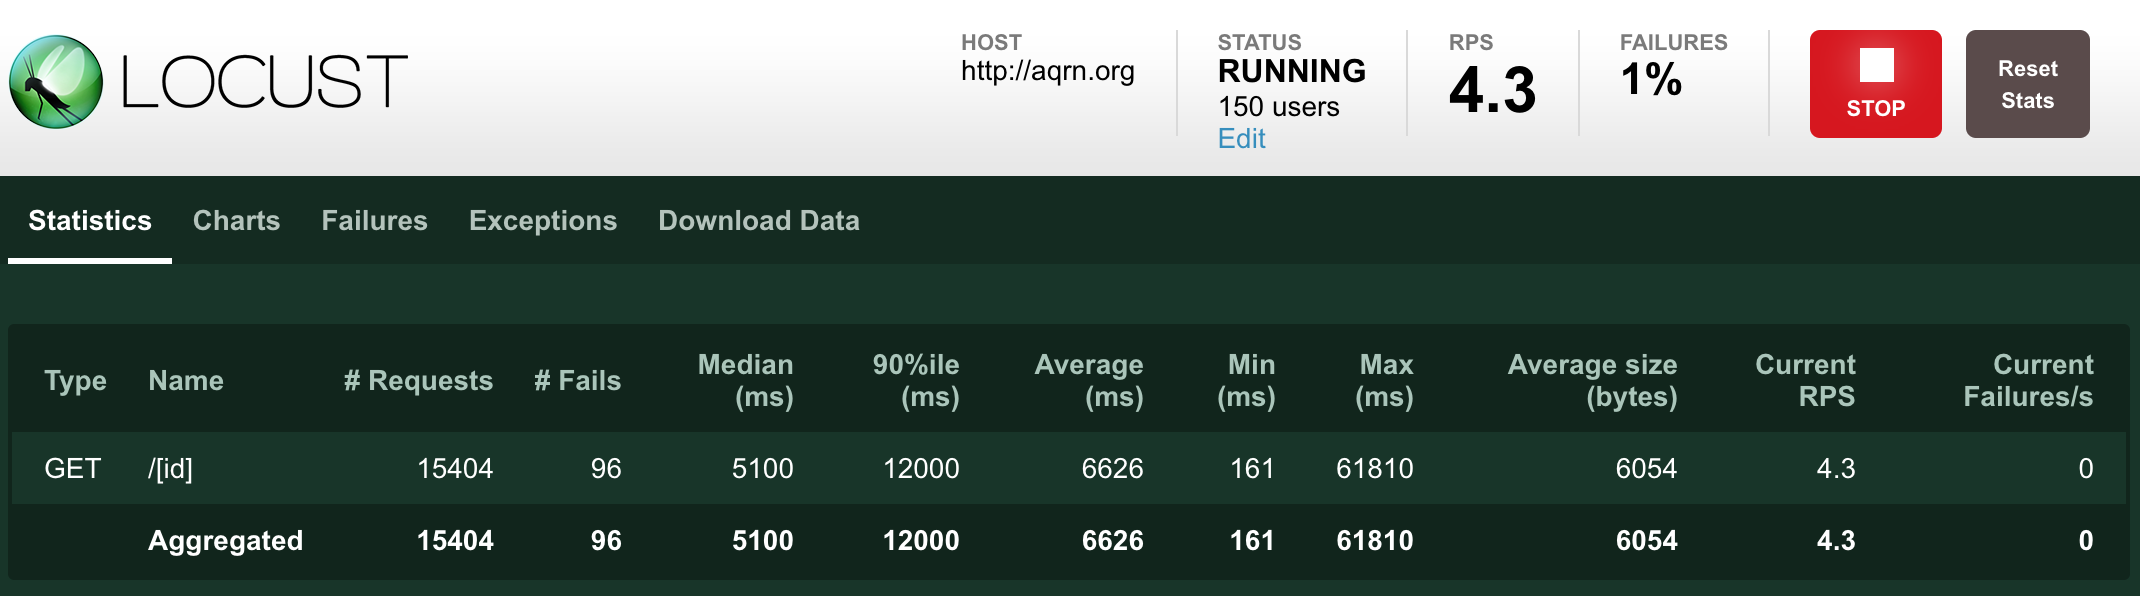 LOCUST
HOST
http://aqrn.org
STATUS
RUNNING
150 users
Edit
RPS
4.3
FAILURES
1%
STOP
Reset
Stats
Statistics Charts Failures Exceptions Download Data
Type Name # Requests # Fails Median (ms) 90%ile (ms) Average (ms) Min (ms) Max (ms) Average size (bytes) Current RPS Current Failures/s
GET /[id] 15404 96 5100 12000 6626 161 61810 6054 4.3 0
Aggregated 15404 96 5100 12000 6626 161 61810 6054 4.3 0